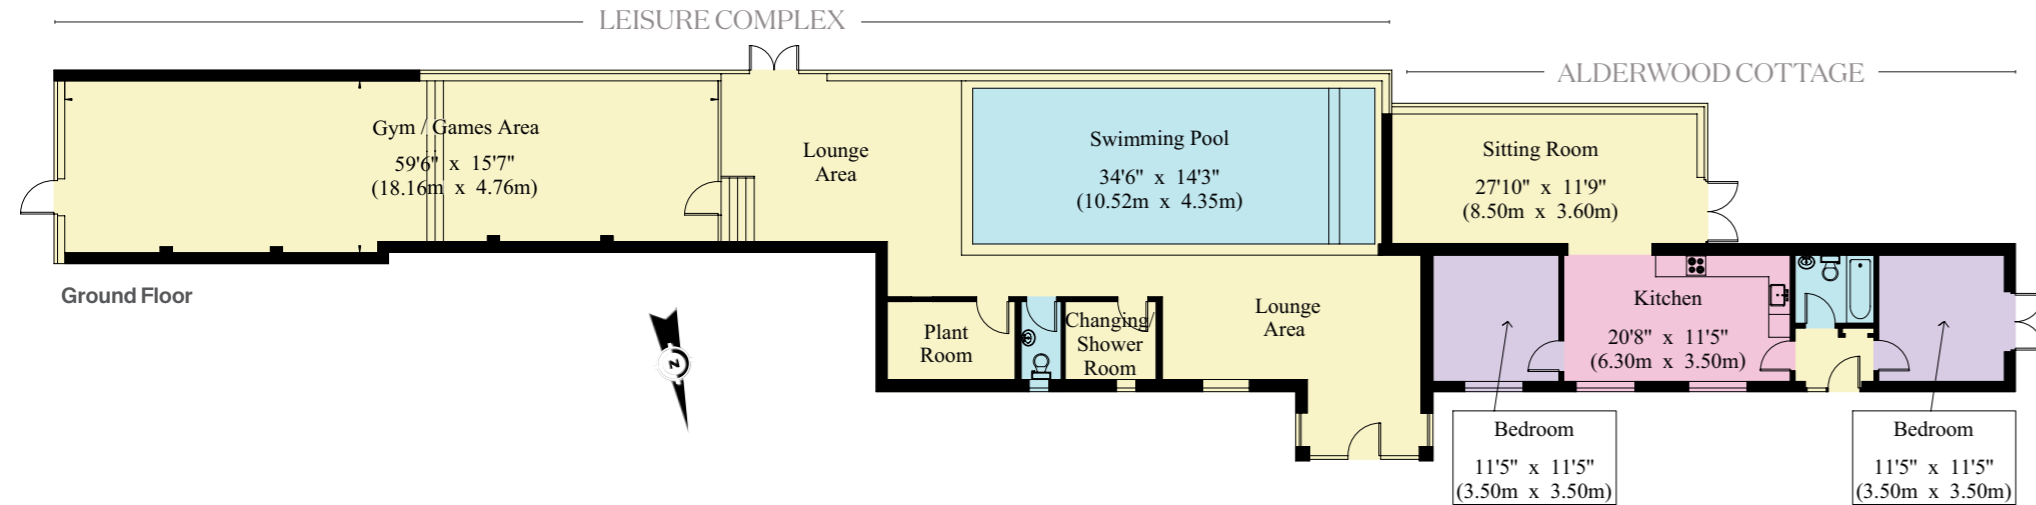 LEISURE COMPLEX
ALDERWOOD COTTAGE
Gym / Games Area
59'6" x 15'7"
(18.16m x 4.76m)
Lounge
Area
Swimming Pool
34'6" x 14'3"
(10.52m x 4.35m)
Sitting Room
27'10" x 11'9"
(8.50m x 3.60m)
Ground Floor
Plant
Room
Changing/
Shower
Room
Lounge
Area
Kitchen
20'8" x 11'5"
(6.30m x 3.50m)
N
Bedroom
11'5" x 11'5"
(3.50m x 3.50m)
Bedroom
11'5" x 11'5"
(3.50m x 3.50m)